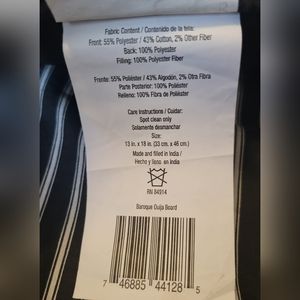 Fabric Content / Contenido de la tela:
Front: 55% Polyester / 43% Cotton, 2% Other Fiber
Back: 100% Polyester
Filling: 100% Polyester Fiber
Frente: 55% Poliéster / 43% Algodón, 2% Otra Fibra
Parte Posterior: 100% Poliéster
Relleno: 100% Fibra de Poliéster
Care Instructions / Cuidar:
Spot clean only
Solamente desmanchar
Size:
13 in. x 18 in. (33 cm. x 46 cm.)
Made and filled in India /
Hecho y lleno en India
RN 84914
Baroque Ouija Board
7 46885 44128 5